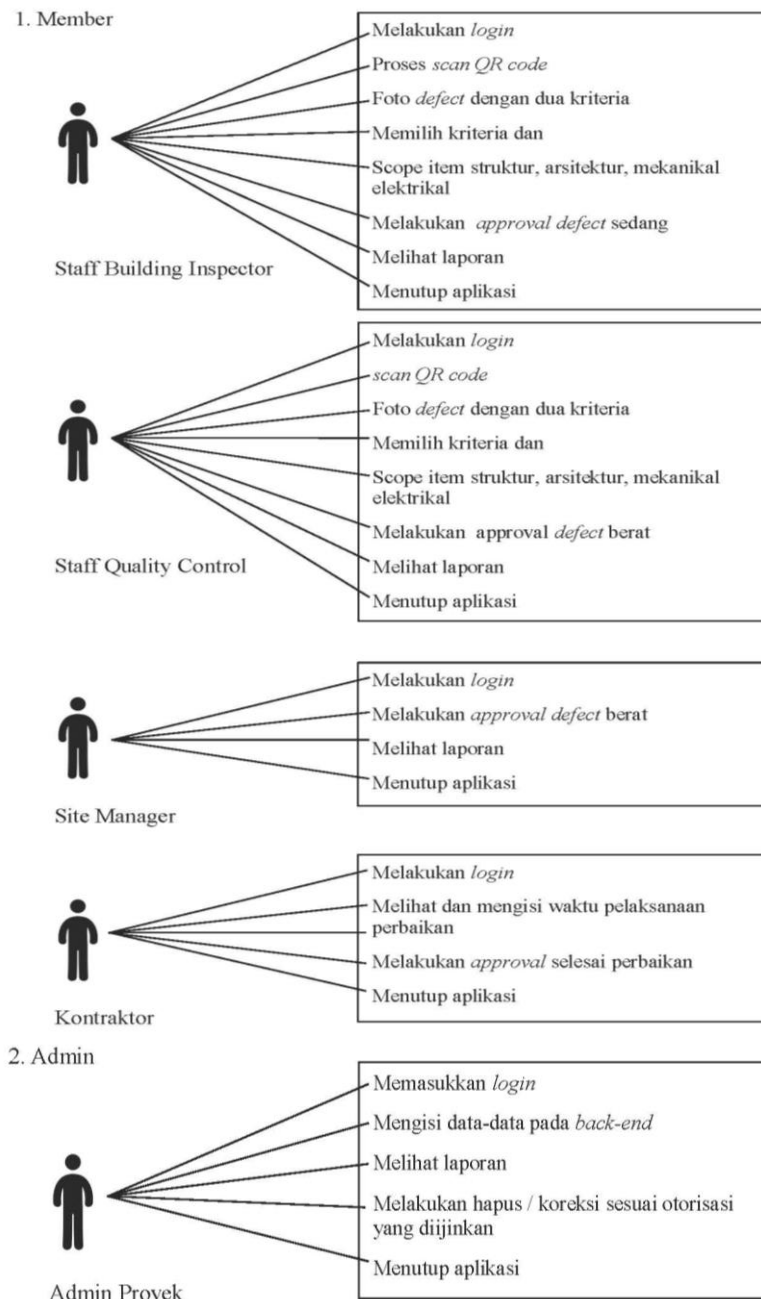 1. Member
Melakukan login
Proses scan QR code
Foto defect dengan dua kriteria
Memilih kriteria dan
Scope item struktur, arsitektur, mekanikal
elektrikal
Melakukan approval defect sedang
Melihat laporan
Menutup aplikasi
Staff Building Inspector
Melakukan login
scan QR code
Foto defect dengan dua kriteria
Memilih kriteria dan
Scope item struktur, arsitektur, mekanikal
elektrikal
Melakukan approval defect berat
Melihat laporan
Menutup aplikasi
Staff Quality Control
Melakukan login
Melakukan approval defect berat
Melihat laporan
Menutup aplikasi
Site Manager
Melakukan login
Melihat dan mengisi waktu pelaksanaan
perbaikan
Melakukan approval selesai perbaikan
Menutup aplikasi
Kontraktor
2. Admin
Memasukkan login
Mengisi data-data pada back-end
Melihat laporan
Melakukan hapus / koreksi sesuai otorisasi
yang diijinkan
Menutup aplikasi
Admin Proyek